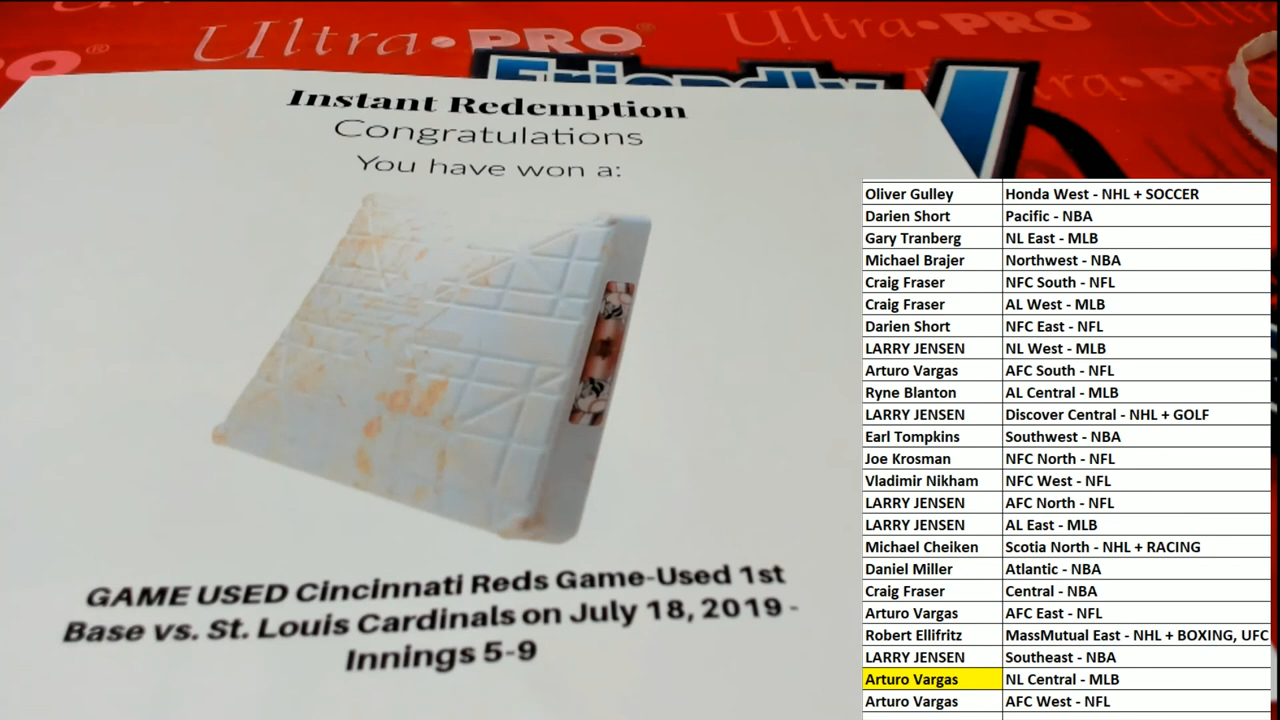 Ultra•PRO®
Ultra•PRO
Friendly
Instant Redemption
Congratulations
You have won a:
GAME USED Cincinnati Reds Game-Used 1st
Base vs. St. Louis Cardinals on July 18, 2019 -
Innings 5-9
Oliver Gulley Honda West - NHL + SOCCER
Darien Short Pacific - NBA
Gary Tranberg NL East - MLB
Michael Brajer Northwest - NBA
Craig Fraser NFC South - NFL
Craig Fraser AL West - MLB
Darien Short NFC East - NFL
LARRY JENSEN NL West - MLB
Arturo Vargas AFC South - NFL
Ryne Blanton AL Central - MLB
LARRY JENSEN Discover Central - NHL + GOLF
Earl Tompkins Southwest - NBA
Joe Krosman NFC North - NFL
Vladimir Nikham NFC West - NFL
LARRY JENSEN AFC North - NFL
LARRY JENSEN AL East - MLB
Michael Cheiken Scotia North - NHL + RACING
Daniel Miller Atlantic - NBA
Craig Fraser Central - NBA
Arturo Vargas AFC East - NFL
Robert Ellifritz MassMutual East - NHL + BOXING, UFC
LARRY JENSEN Southeast - NBA
Arturo Vargas NL Central - MLB
Arturo Vargas AFC West - NFL